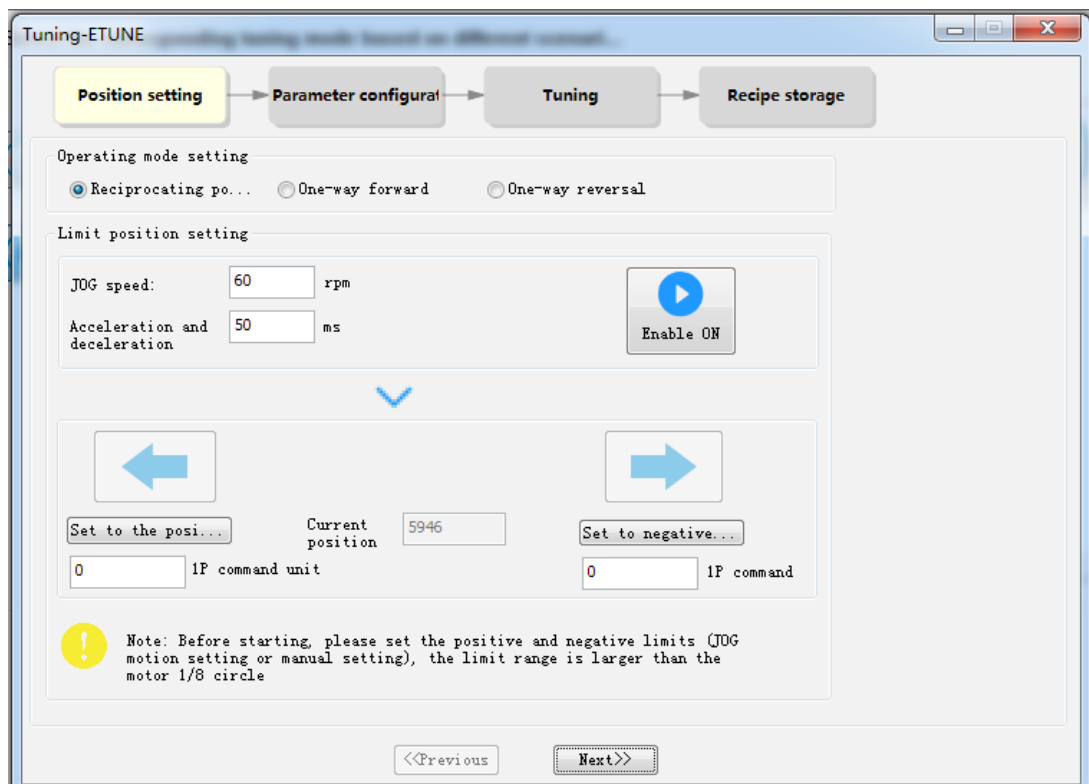 Tuning-ETUNE
Position setting
Parameter configurat
Tuning
Recipe storage
Operating mode setting
Reciprocating po...
One-way forward
One-way reversal
Limit position setting
JOG speed:
60
rpm
Acceleration and
deceleration
50
ms
Enable ON
Set to the posi...
Current
position
5946
Set to negative...
0
1P command unit
0
1P command
!
Note: Before starting, please set the positive and negative limits (JOG
motion setting or manual setting), the limit range is larger than the
motor 1/8 circle
<<Previous
Next>>